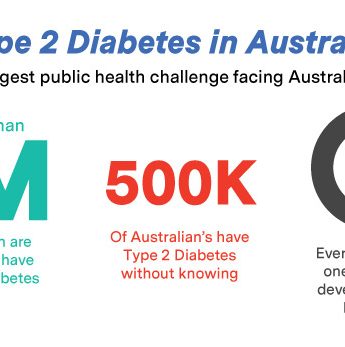 pe 2 Diabetes in Austra
gest public health challenge facing Austral
han
M
500K
n are
have
betes
Of Australian's have
Type 2 Diabetes
without knowing
Ever
one
deve